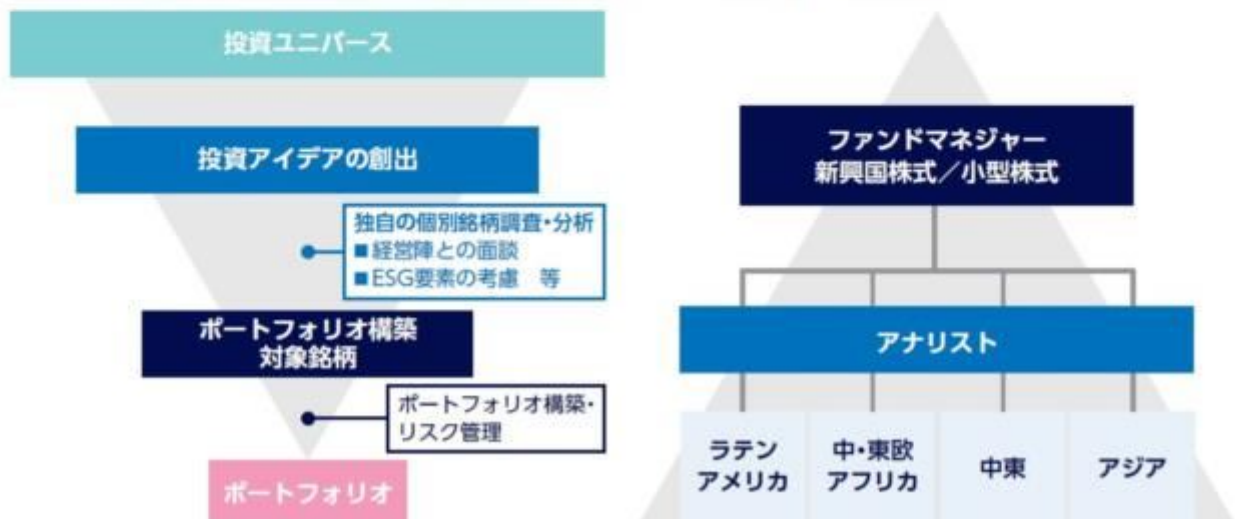 投資ユニバース
投資アイデアの創出
独自の個別銘柄調査・分析
■経営陣との面談
■ESG要素の考慮 等
ポートフォリオ構築
対象銘柄
ポートフォリオ構築・
リスク管理
ポートフォリオ
ファンドマネジャー
新興国株式／小型株式
アナリスト
ラテン
アメリカ
中・東欧
アフリカ
中東
アジア